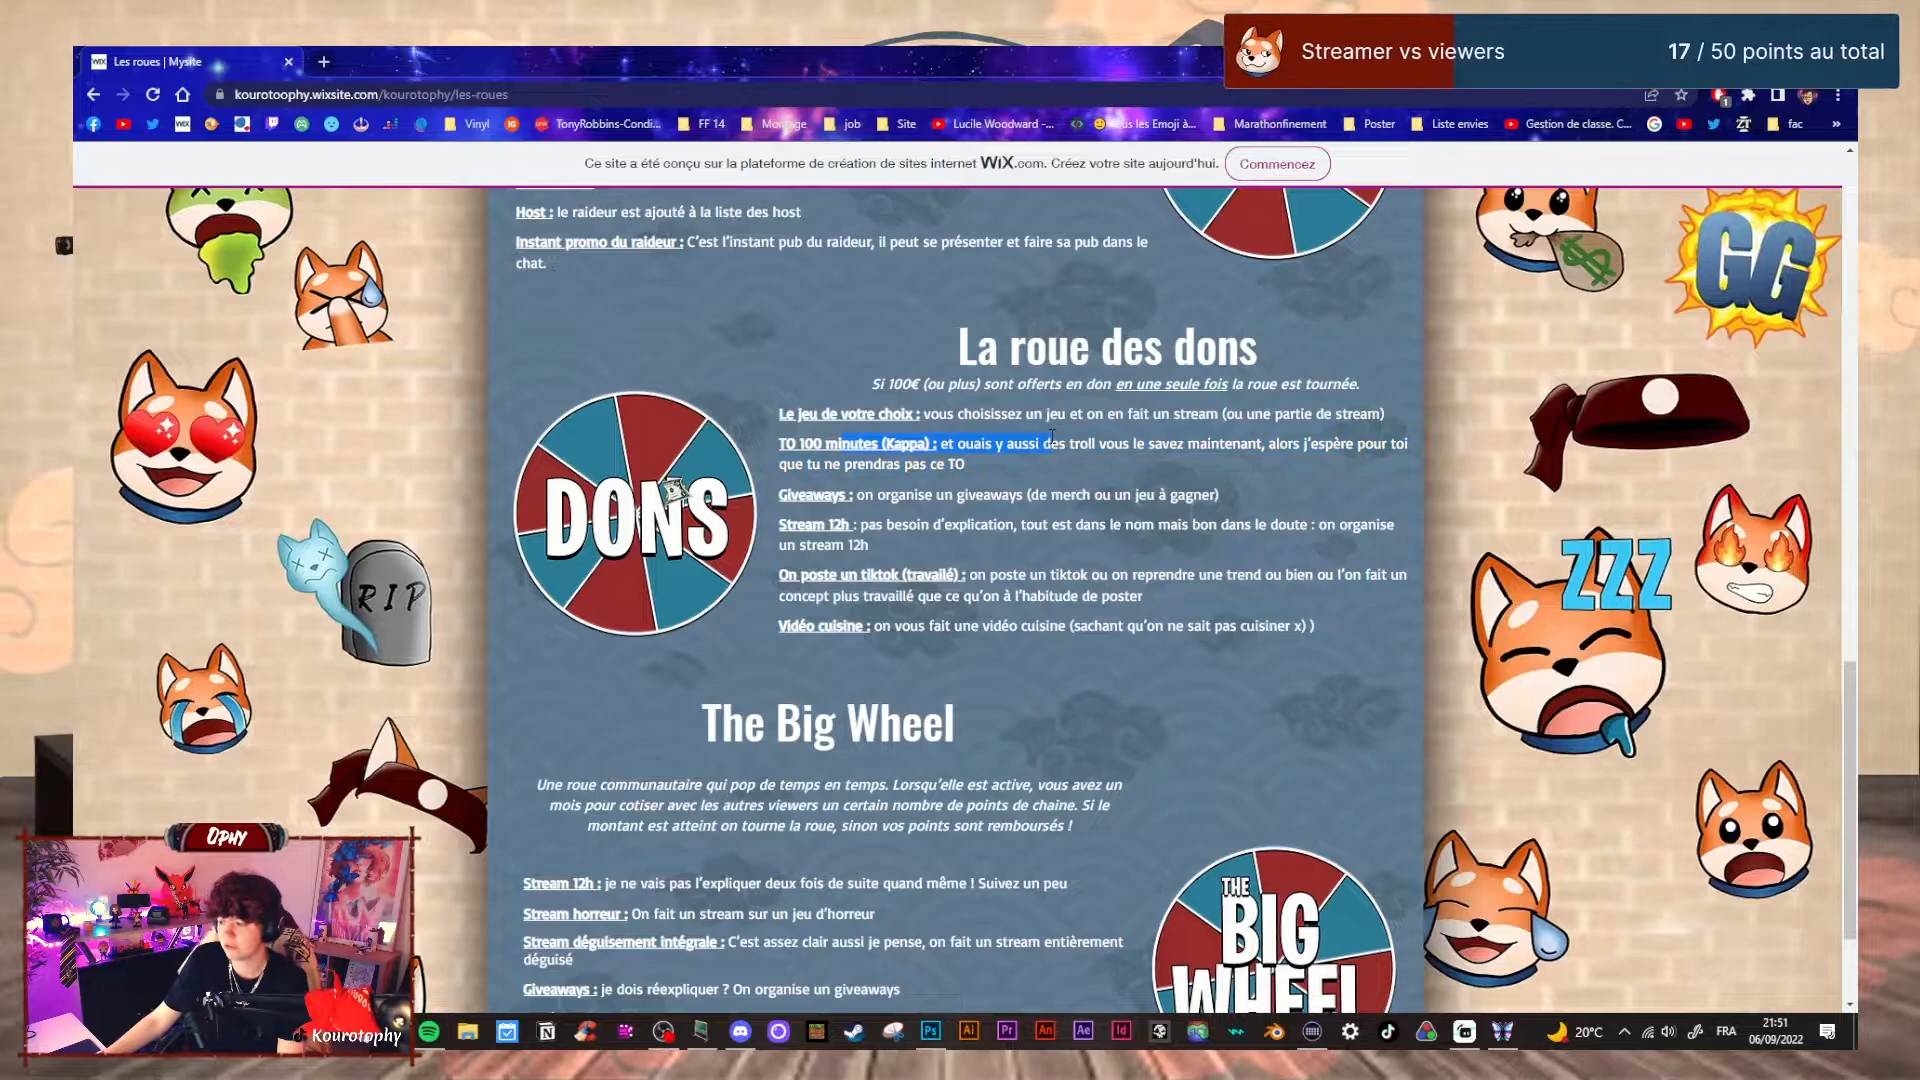 Streamer vs viewers
17 / 50 points au total
Les roues | Mysite
kourotoophy.wixsite.com/kourotophy/les-roues
Vinyl
TonyRobbins-Condi...
FF 14
Montage
job
Site
Lucile Woodward -...
us les Emoji à...
Marathonfinement
Poster
Liste envies
Gestion de classe. C...
fac
Ce site a été conçu sur la plateforme de création de sites internet WiX.com. Créez votre site aujourd'hui.
Commencez
Host : le raideur est ajouté à la liste des host
Instant promo du raideur : C'est l'instant pub du raideur, il peut se présenter et faire sa pub dans le
chat.
GG
La roue des dons
Si 100€ (ou plus) sont offerts en don en une seule fois la roue est tournée.
Le jeu de votre choix : vous choisissez un jeu et on en fait un stream (ou une partie de stream)
TO 100 minutes (Kappa) : et ouais y aussi des troll vous le savez maintenant, alors j'espère pour toi
que tu ne prendras pas ce TO
Giveaways : on organise un giveaways (de merch ou un jeu à gagner)
Stream 12h : pas besoin d'explication, tout est dans le nom mais bon dans le doute : on organise
un stream 12h
On poste un tiktok (travailé) : on poste un tiktok ou on reprendre une trend ou bien ou l'on fait un
concept plus travaillé que ce qu'on à l'habitude de poster
Vidéo cuisine : on vous fait une vidéo cuisine (sachant qu'on ne sait pas cuisiner x) )
DONS
RIP
ZZZ
The Big Wheel
Une roue communautaire qui pop de temps en temps. Lorsqu'elle est active, vous avez un
mois pour cotiser avec les autres viewers un certain nombre de points de chaine. Si le
montant est atteint on tourne la roue, sinon vos points sont remboursés !
Stream 12h : je ne vais pas l'expliquer deux fois de suite quand même ! Suivez un peu
Stream horreur : On fait un stream sur un jeu d'horreur
Stream déguisement intégrale : C'est assez clair aussi je pense, on fait un stream entièrement
déguisé
Giveaways : je dois réexpliquer ? On organise un giveaways
THE
BIG
WHEEL
OPHY
Kourotophy
20°C
FRA
21:51
06/09/2022